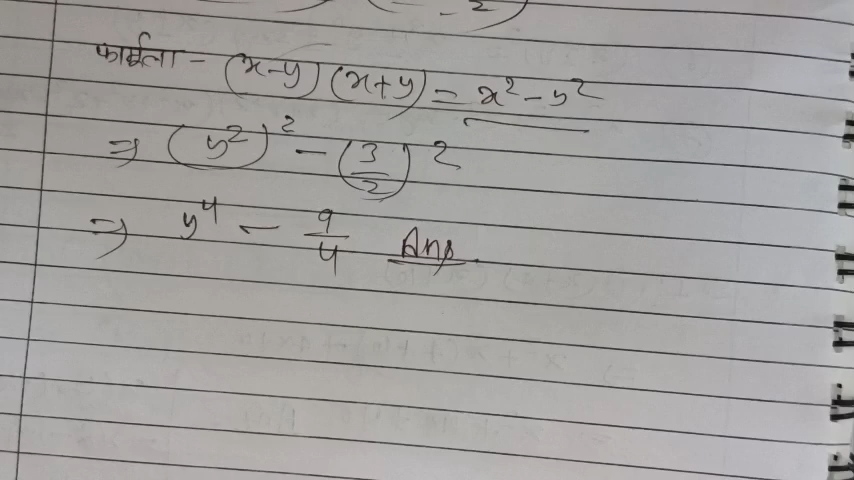 फार्मूला - (x-y) (x+y) = x² - y²
⇒ (y²)² - (3/2)²
⇒ y⁴ - 9/4 Ans